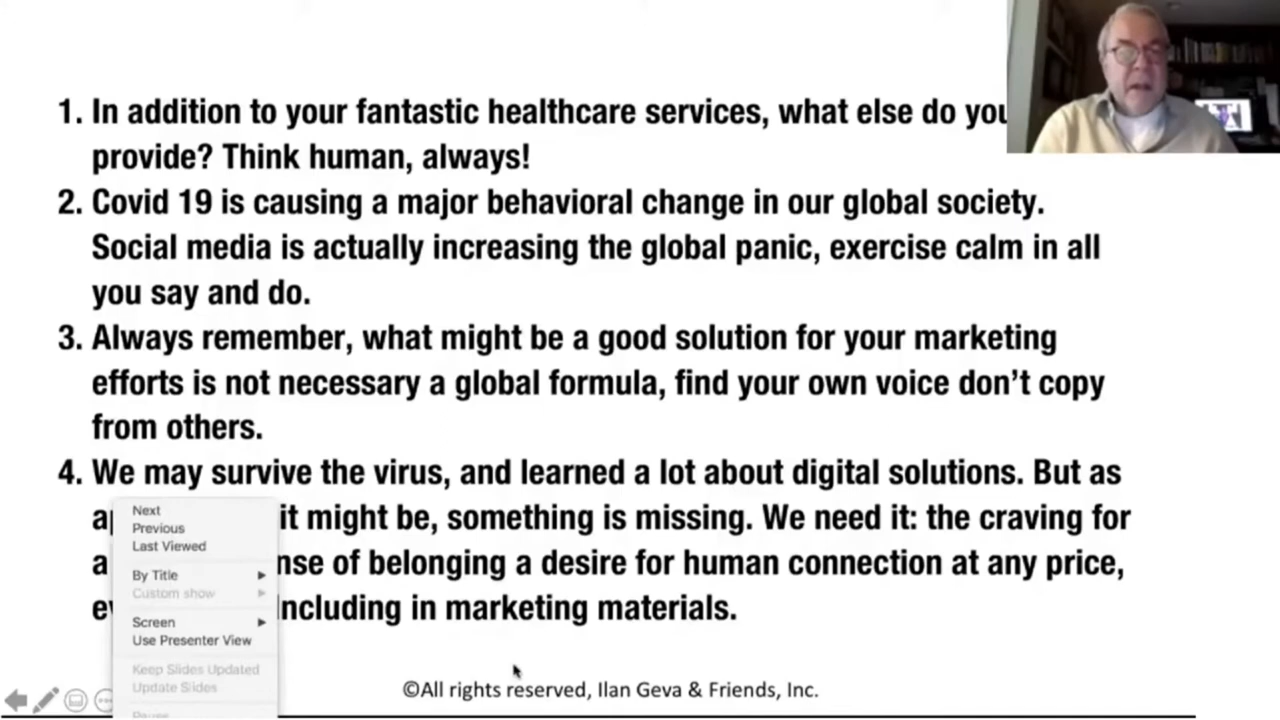 1. In addition to your fantastic healthcare services, what else do you
provide? Think human, always!
2. Covid 19 is causing a major behavioral change in our global society.
Social media is actually increasing the global panic, exercise calm in all
you say and do.
3. Always remember, what might be a good solution for your marketing
efforts is not necessary a global formula, find your own voice don't copy
from others.
4. We may survive the virus, and learned a lot about digital solutions. But as
it might be, something is missing. We need it: the craving for
of belonging a desire for human connection at any price,
Including in marketing materials.
Next
Previous
Last Viewed
By Title
Custom show
Screen
Use Presenter View
Keep Slides Updated
Update Slides
©All rights reserved, Ilan Geva & Friends, Inc.